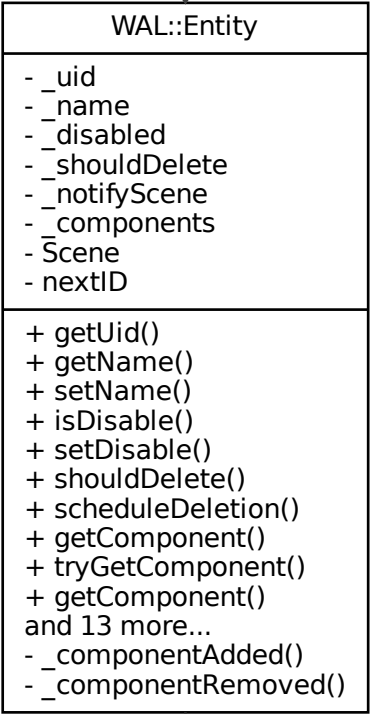 WAL::Entity
- _uid
- _name
- _disabled
- _shouldDelete
- _notifyScene
- _components
- Scene
- nextID
+ getUid()
+ getName()
+ setName()
+ isDisable()
+ setDisable()
+ shouldDelete()
+ scheduleDeletion()
+ getComponent()
+ tryGetComponent()
+ getComponent()
and 13 more...
- _componentAdded()
- _componentRemoved()